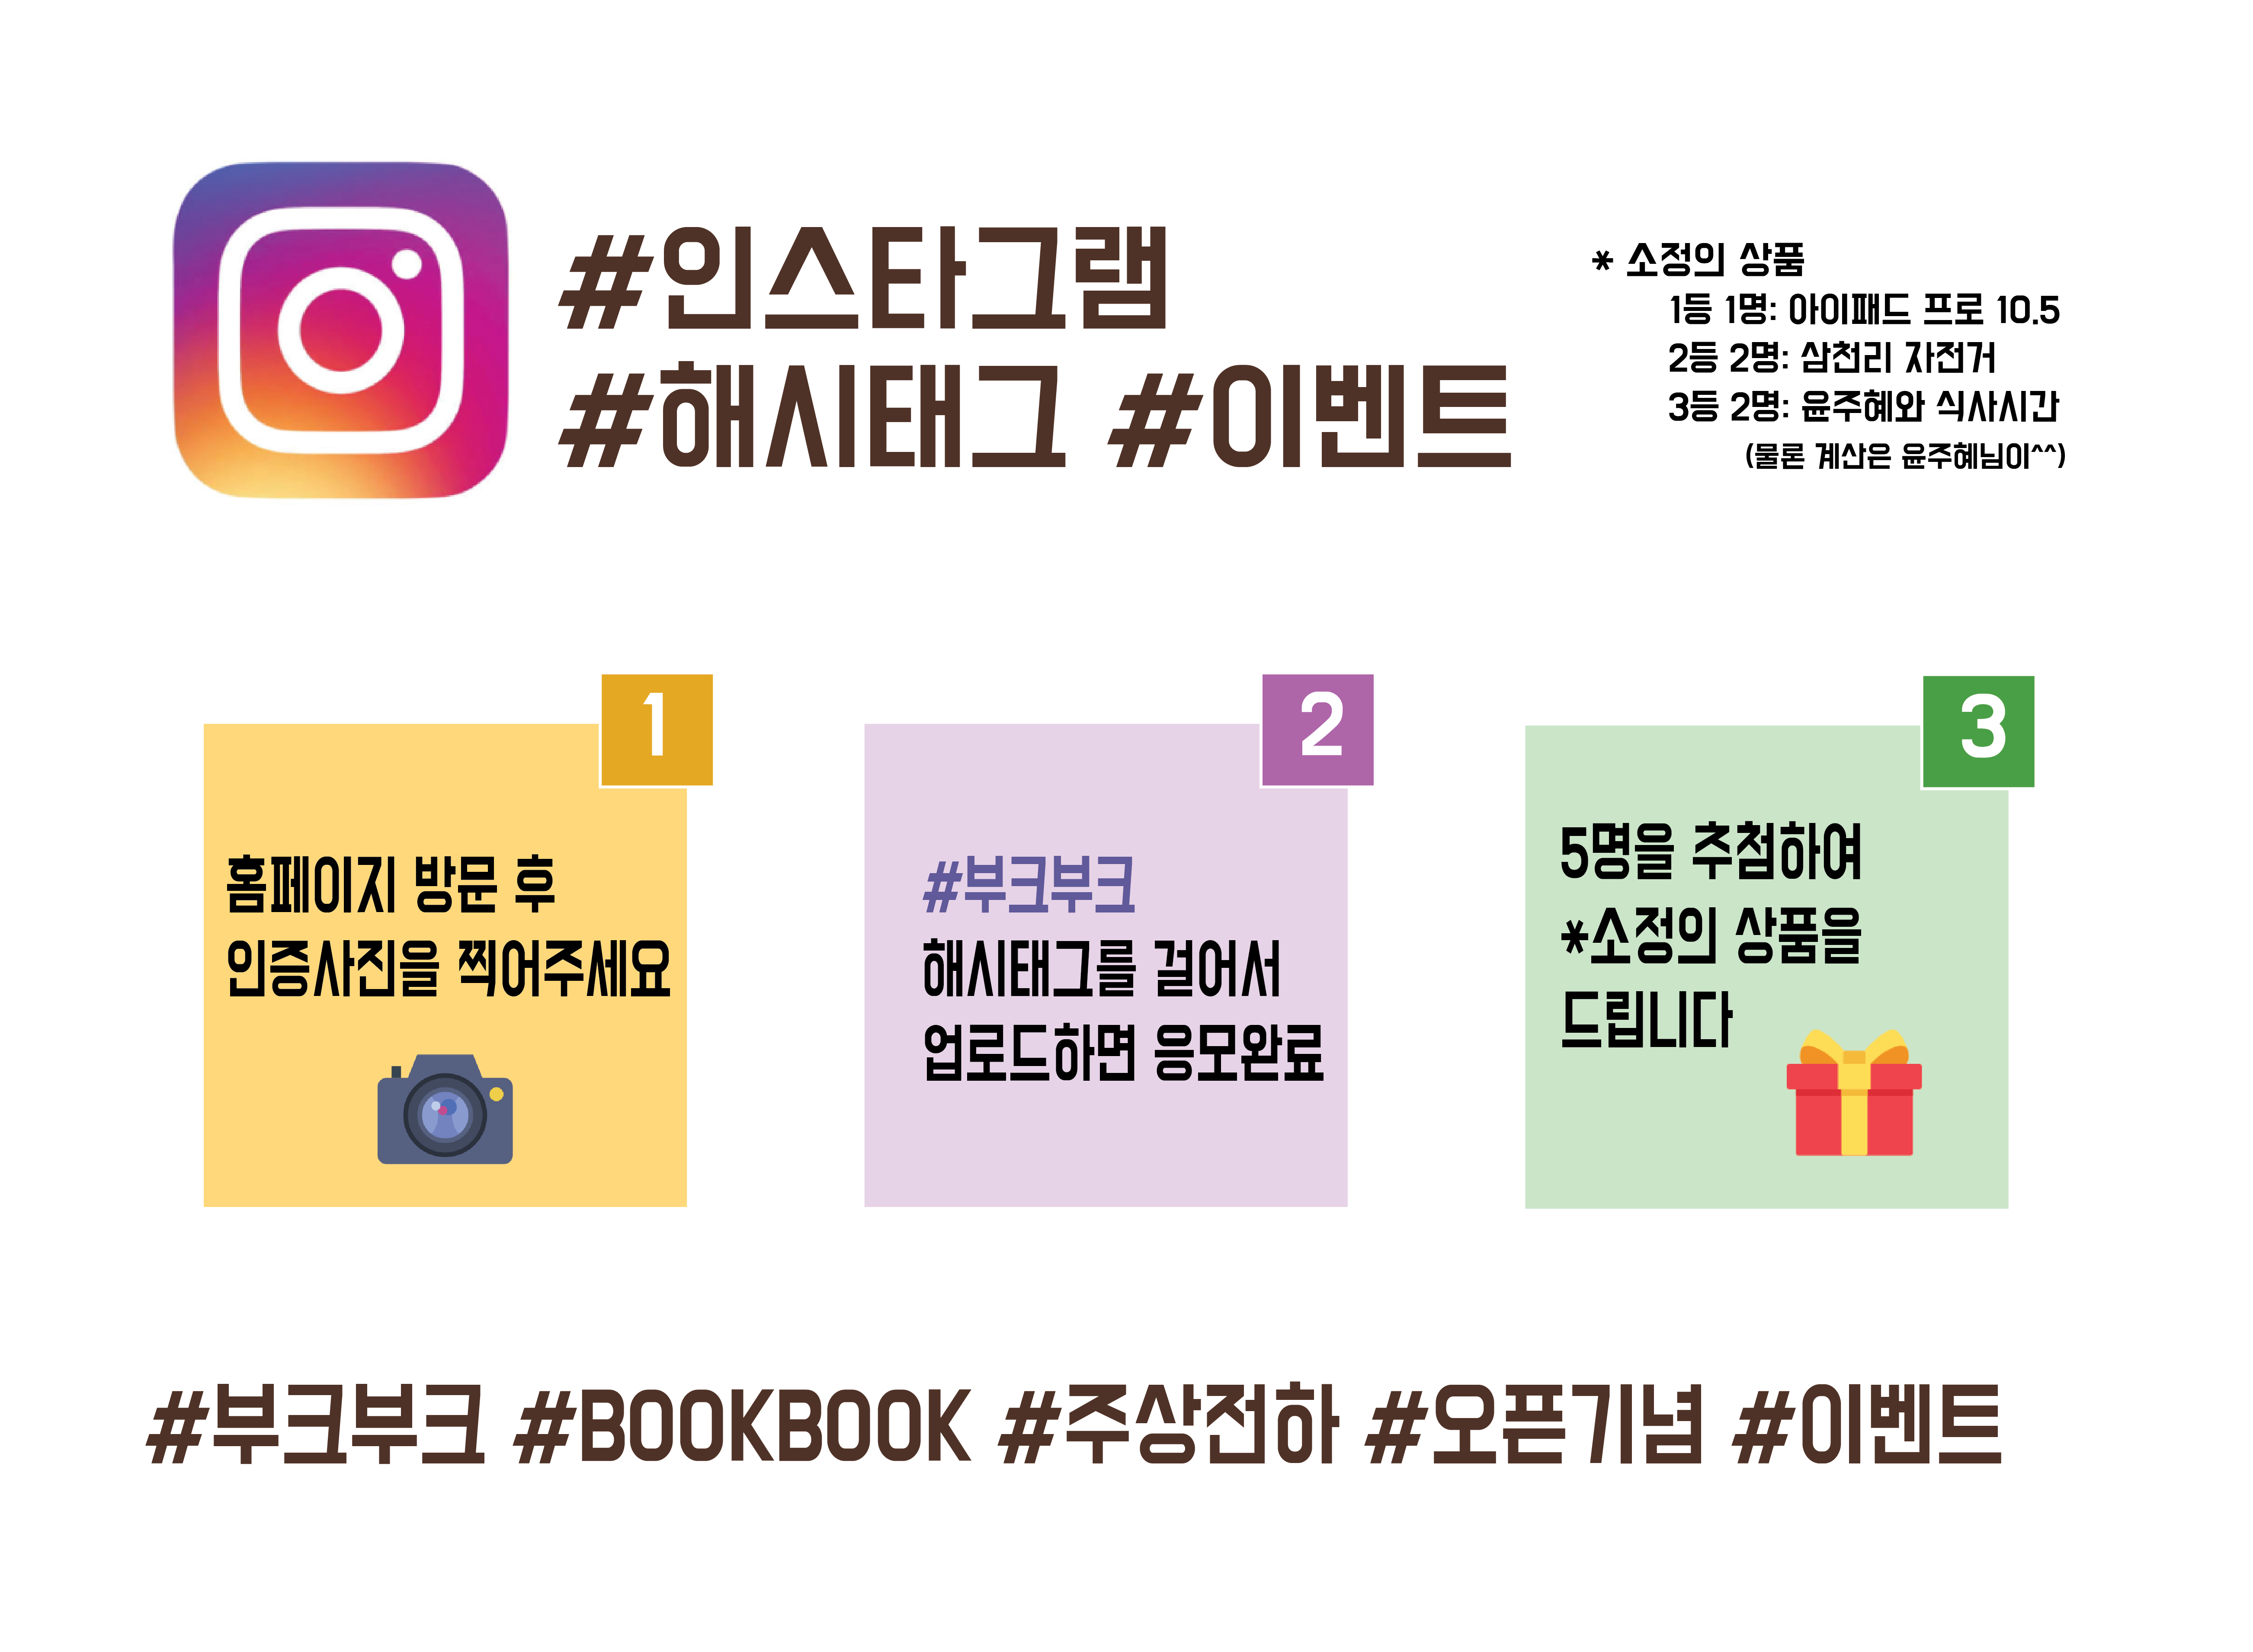 #인스타그램
#해시태그 #이벤트
* 소정의 상품
1등 1명: 아이패드 프로 10.5
2등 2명: 삼천리 자전거
3등 2명: 윤주혜와 식사시간
(물론 계산은 윤주혜님이^^)
1
홈페이지 방문 후
인증사진을 찍어주세요
2
#부크부크
해시태그를 걸어서
업로드하면 응모완료
3
5명을 추첨하여
*소정의 상품을
드립니다
#부크부크 #BOOKBOOK #주상전하 #오픈기념 #이벤트